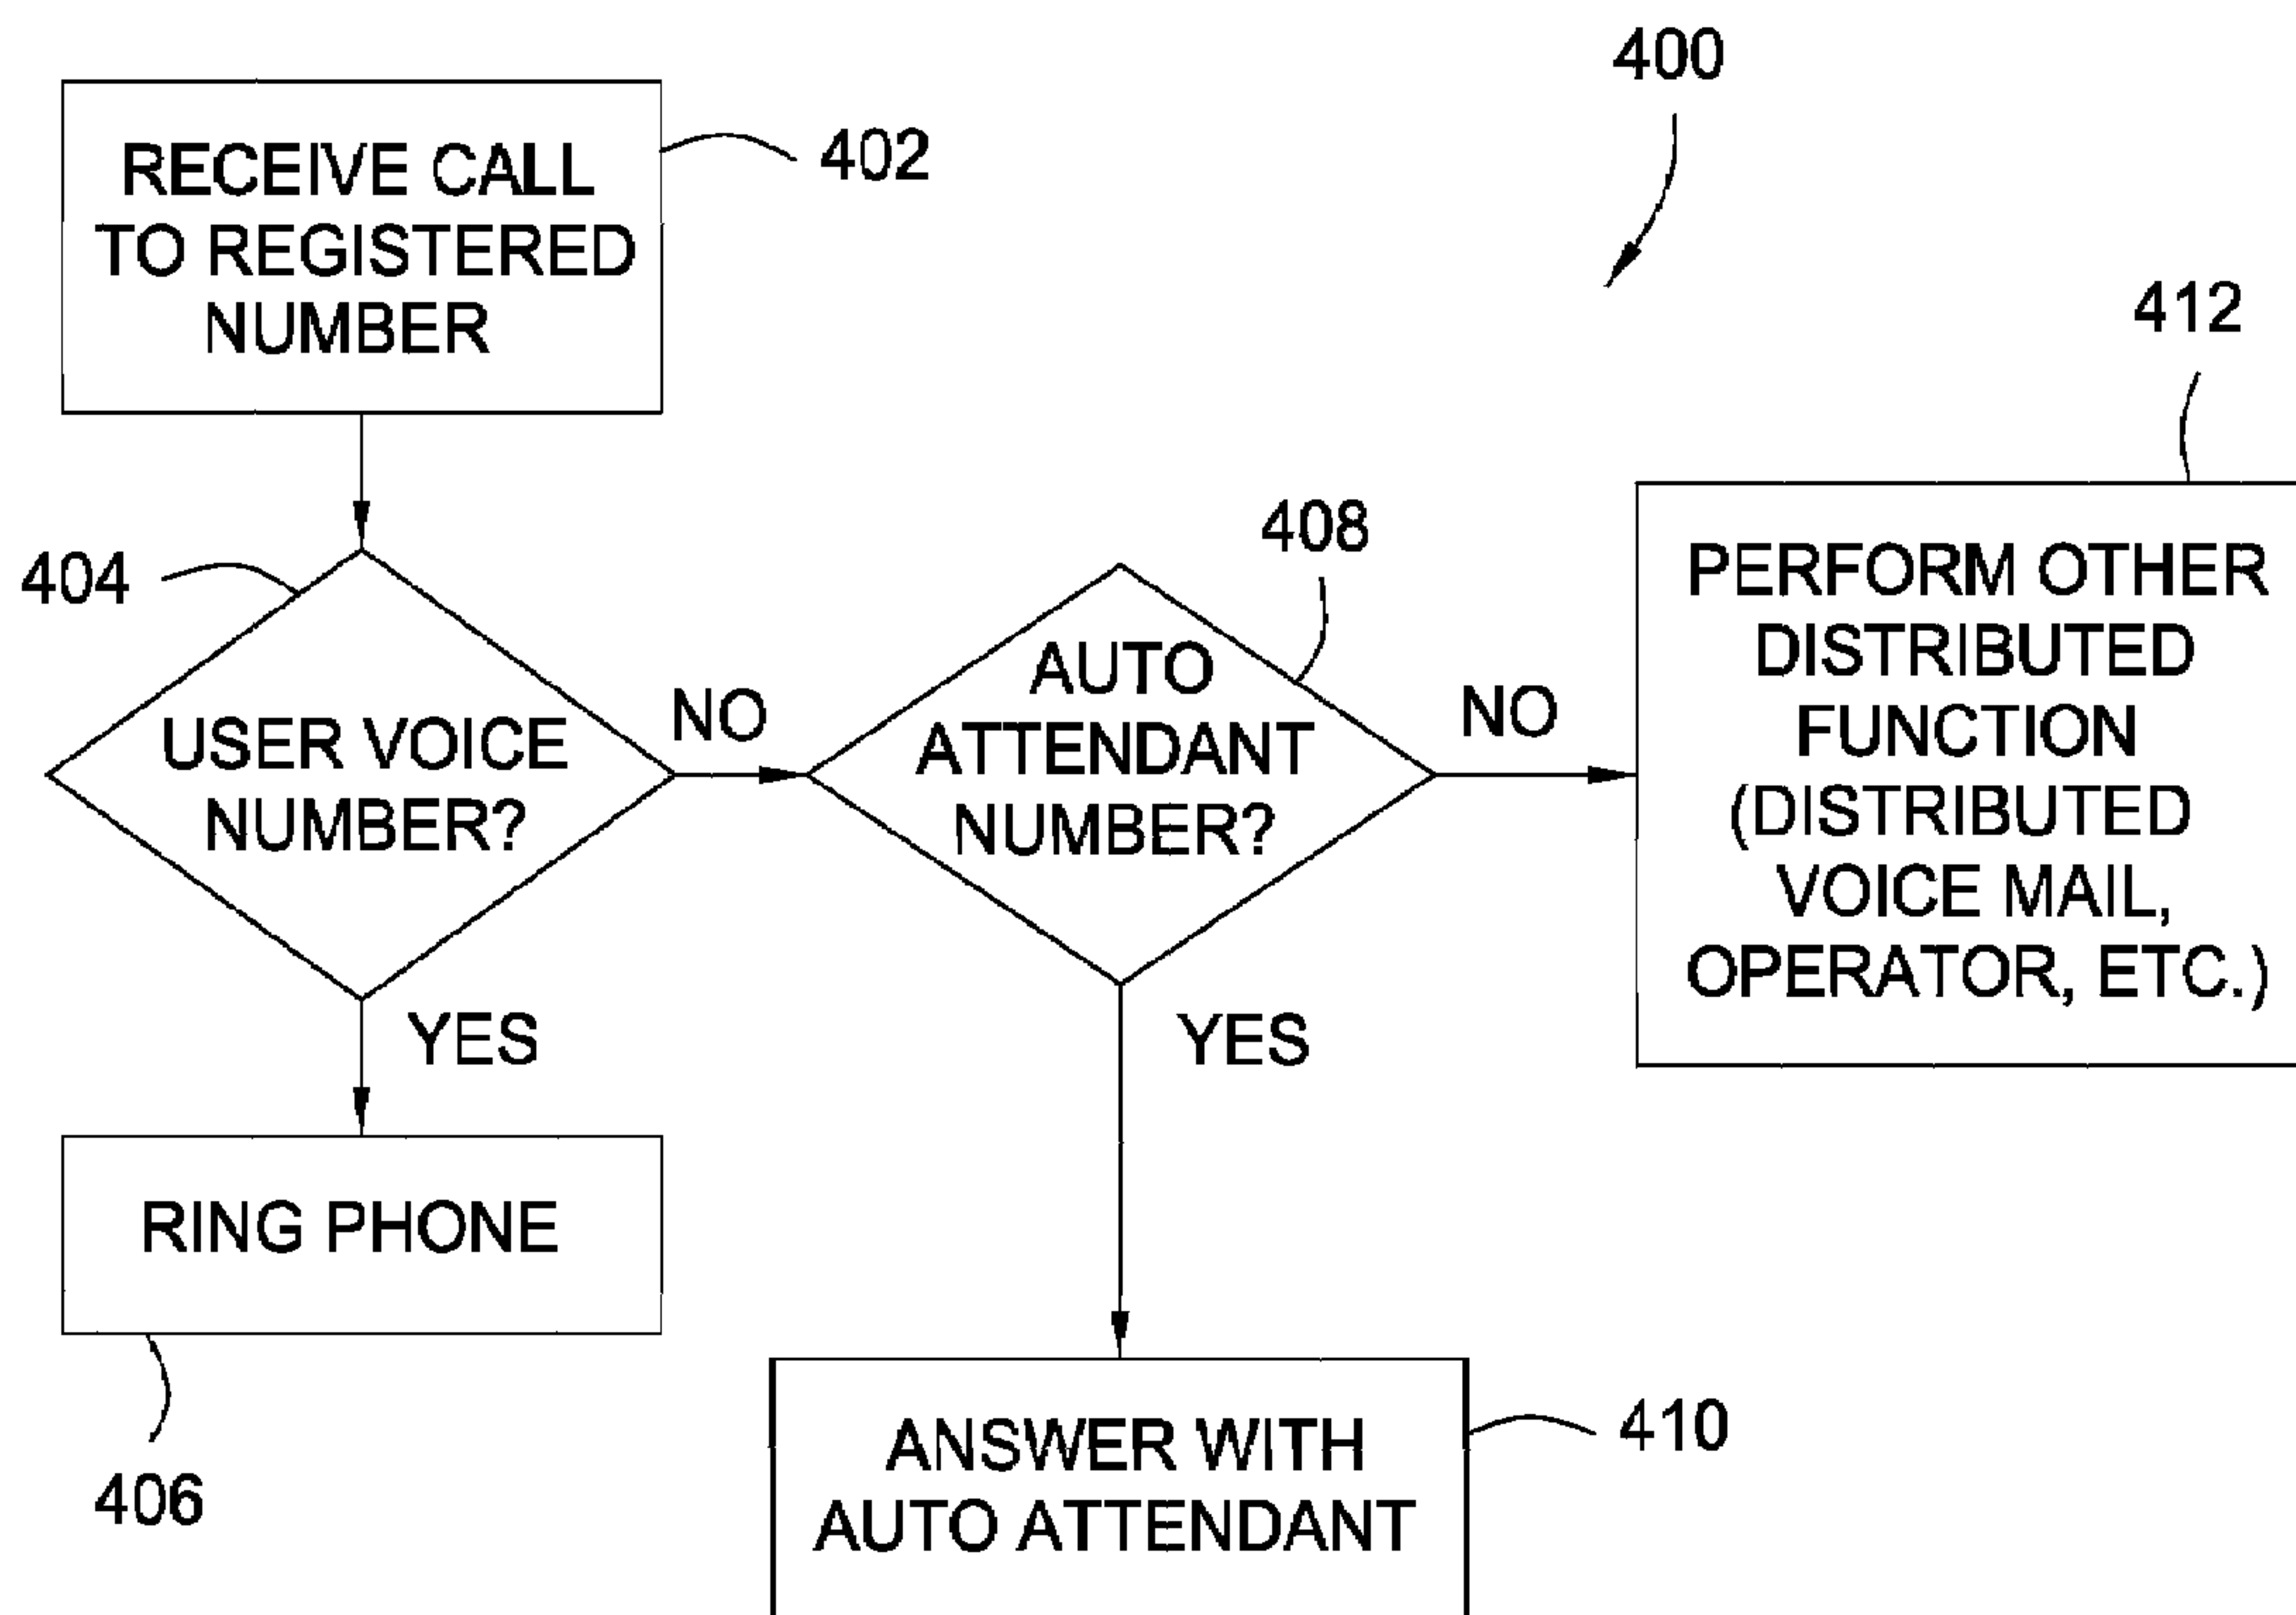 400
RECEIVE CALL
TO REGISTERED
NUMBER
402
412
404
USER VOICE
NUMBER?
NO
408
AUTO
ATTENDANT
NUMBER?
NO
PERFORM OTHER
DISTRIBUTED
FUNCTION
(DISTRIBUTED
VOICE MAIL,
OPERATOR, ETC.)
YES
YES
RING PHONE
406
ANSWER WITH
AUTO ATTENDANT
410